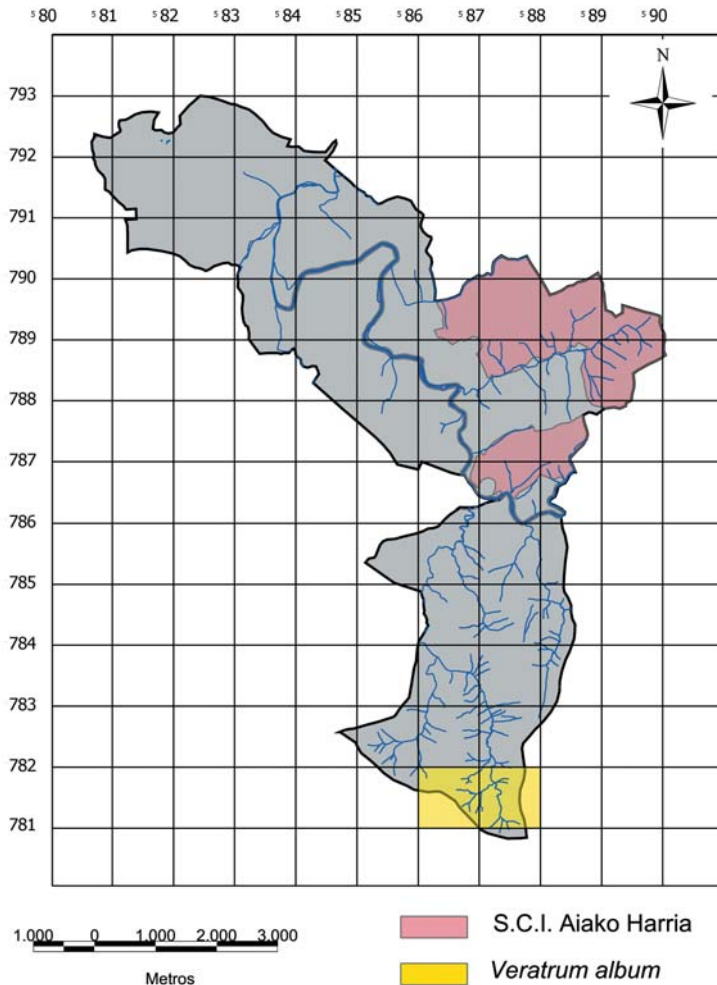 ⁵80 ⁵81 ⁵82 ⁵83 ⁵84 ⁵85 ⁵86 ⁵87 ⁵88 ⁵89 ⁵90
N
793
792
791
790
789
788
787
786
785
784
783
782
781
1.000 0 1.000 2.000 3.000
Metros
S.C.I. Aiako Harria
Veratrum album